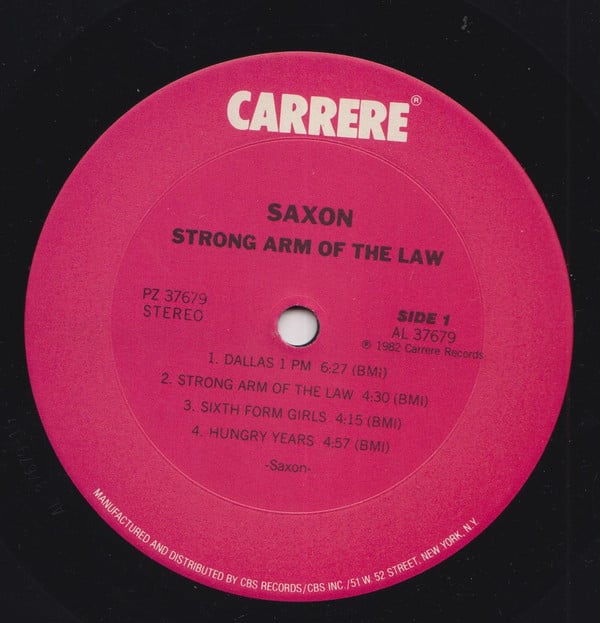 CARRERE®
SAXON
STRONG ARM OF THE LAW
PZ 37679
STEREO
SIDE 1
AL 37679
℗ 1982 Carrere Records
1. DALLAS 1 PM 6:27 (BMI)
2. STRONG ARM OF THE LAW 4:30 (BMI)
3. SIXTH FORM GIRLS 4:15 (BMI)
4. HUNGRY YEARS 4:57 (BMI)
-Saxon-
MANUFACTURED AND DISTRIBUTED BY CBS RECORDS/CBS INC./51 W. 52 STREET, NEW YORK, N.Y.